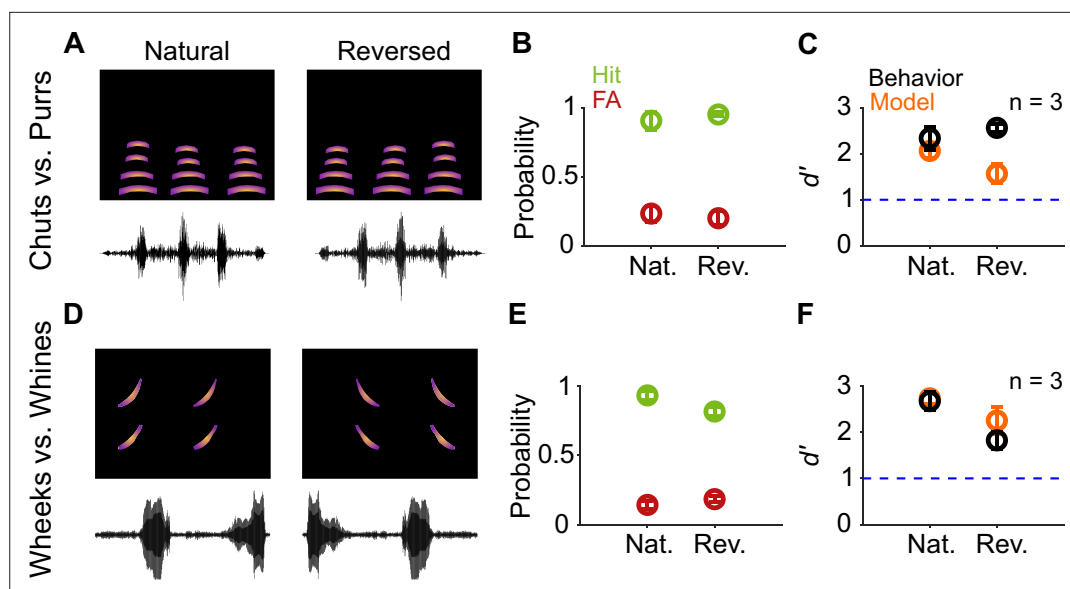 A
Natural
Reversed
Chuts vs. Purrs
B
Hit
FA
Probability
1
0.5
0
Nat.
Rev.
C
Behavior
Model
n = 3
d'
3
2
1
0
Nat.
Rev.
D
Wheeks vs. Whines
E
Probability
1
0.5
0
Nat.
Rev.
F
n = 3
d'
3
2
1
0
Nat.
Rev.